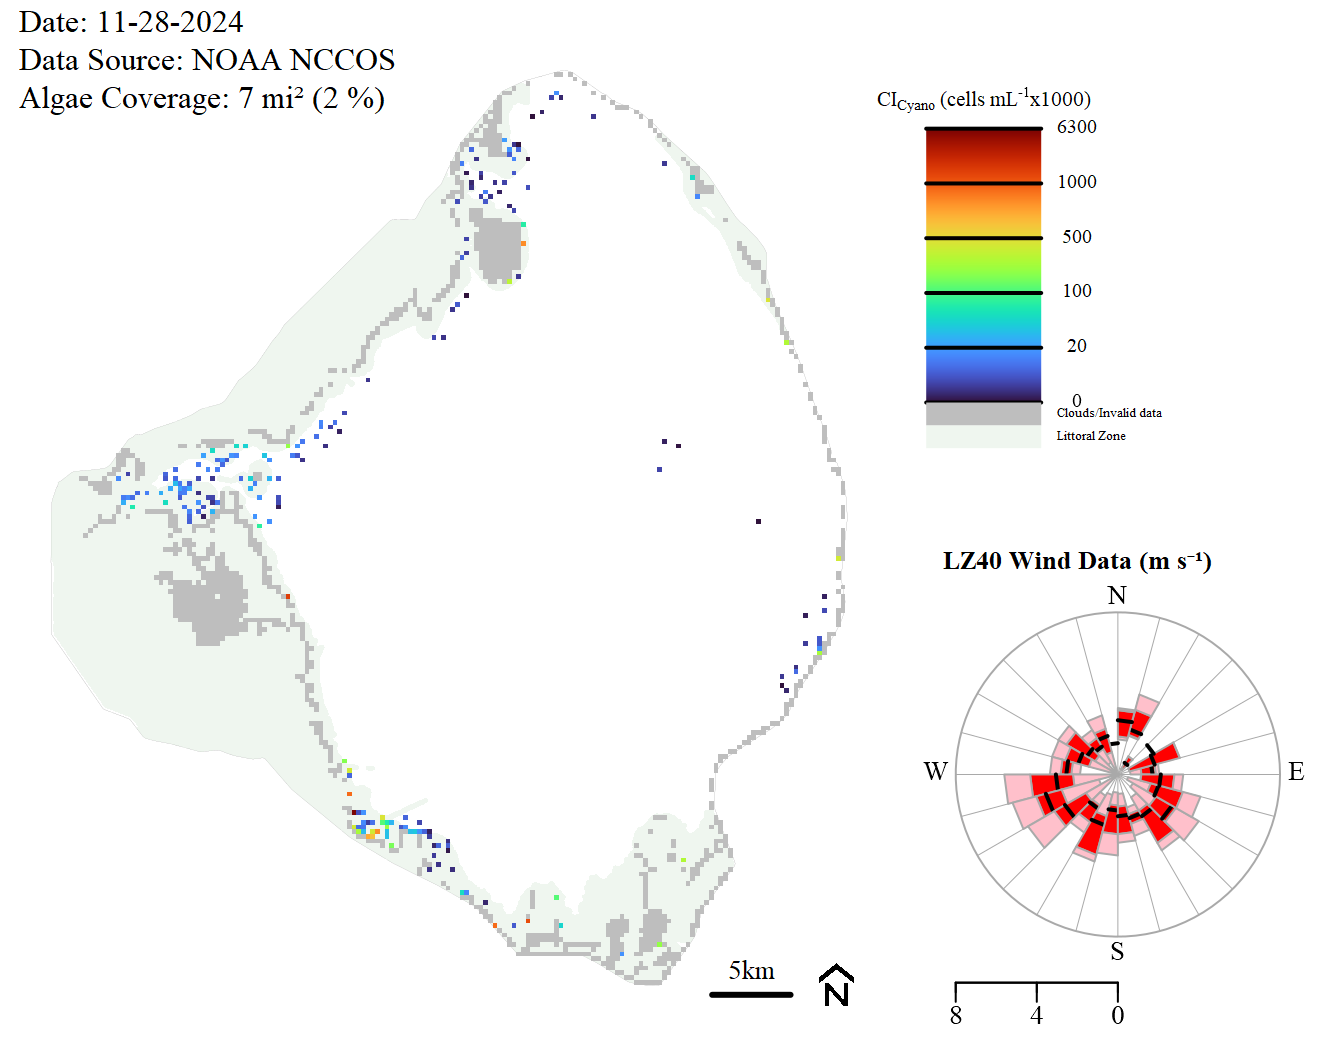 Date: 11-28-2024
Data Source: NOAA NCCOS
Algae Coverage: 7 mi² (2 %)
CI_Cyano (cells mL⁻¹x1000)
6300
1000
500
100
20
0
Clouds/Invalid data
Littoral Zone
LZ40 Wind Data (m s⁻¹)
N
W
E
S
5km
N
8 4 0